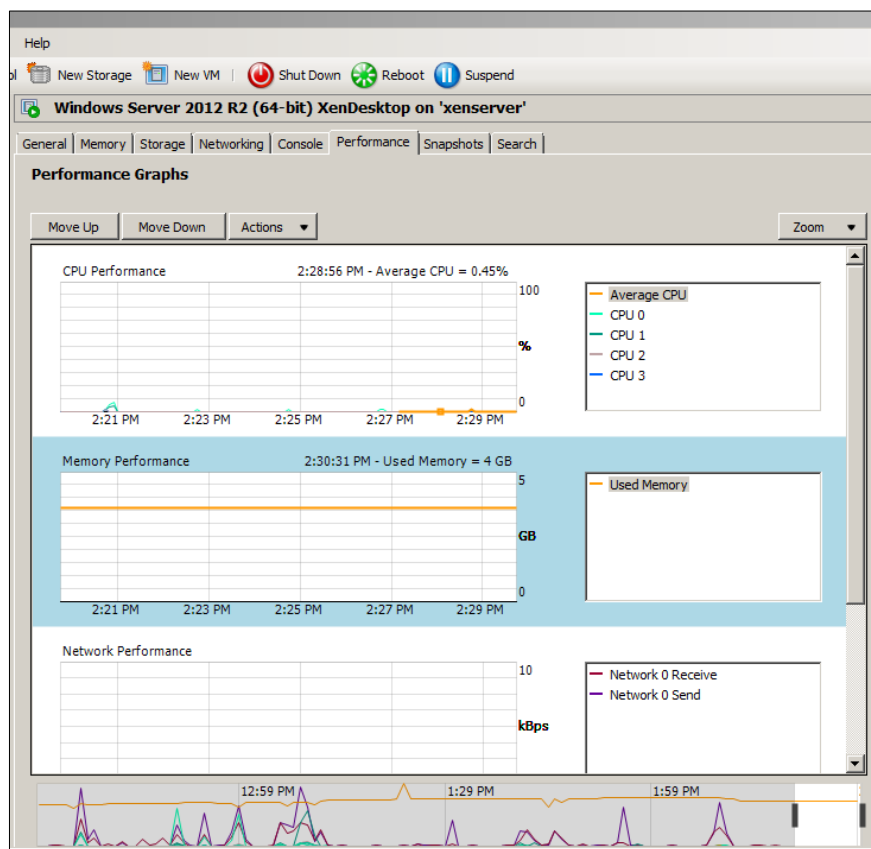 Help
New Storage New VM Shut Down Reboot Suspend
Windows Server 2012 R2 (64-bit) XenDesktop on 'xenserver'
General Memory Storage Networking Console Performance Snapshots Search
Performance Graphs
Move Up Move Down Actions Zoom
CPU Performance 2:28:56 PM - Average CPU = 0.45%
100
%
0
2:21 PM 2:23 PM 2:25 PM 2:27 PM 2:29 PM
Average CPU
CPU 0
CPU 1
CPU 2
CPU 3
Memory Performance 2:30:31 PM - Used Memory = 4 GB
5
GB
0
2:21 PM 2:23 PM 2:25 PM 2:27 PM 2:29 PM
Used Memory
Network Performance
10
kBps
Network 0 Receive
Network 0 Send
12:59 PM 1:29 PM 1:59 PM